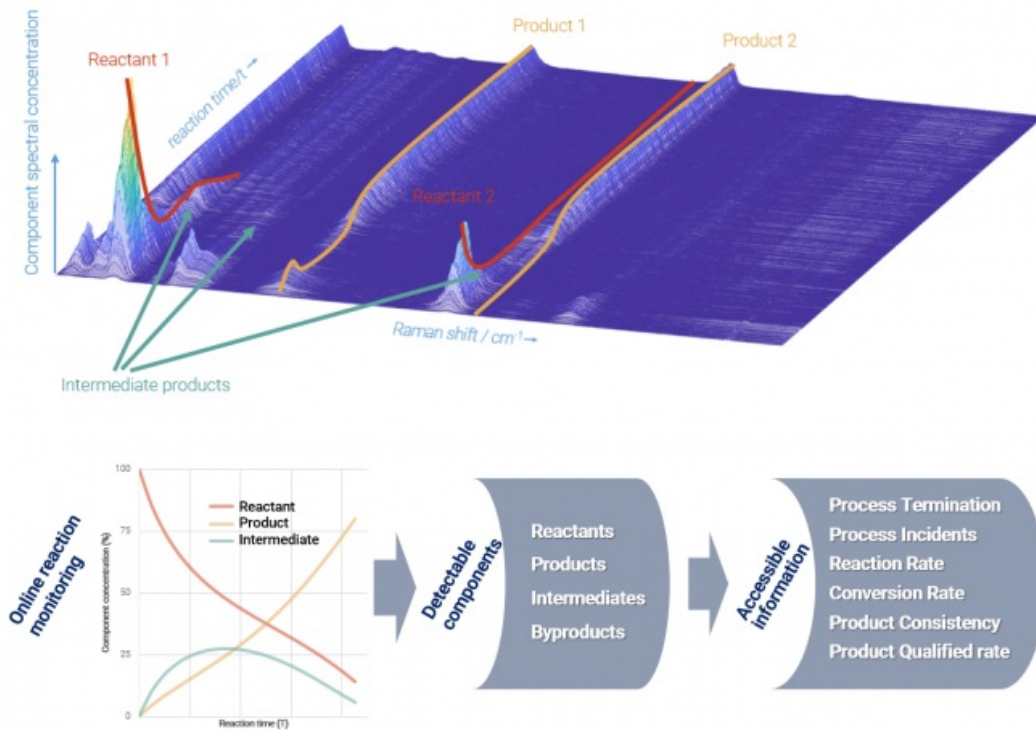 Product 1
Product 2
Reactant 1
reaction time/t →
Component spectral concentration
Reactant 2
Raman shift / cm⁻¹→
Intermediate products
Online reaction
monitoring
Component concentration (%)
100
75
50
25
0
Reactant
Product
Intermediate
Reaction time (T)
Detectable
components
Reactants
Products
Intermediates
Byproducts
Accessible
information
Process Termination
Process Incidents
Reaction Rate
Conversion Rate
Product Consistency
Product Qualified rate